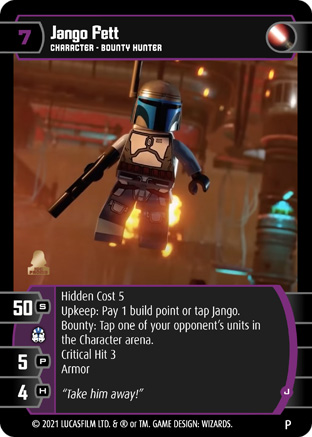 7
Jango Fett
CHARACTER - BOUNTY HUNTER
50 S
5 P
4 H
Hidden Cost 5
Upkeep: Pay 1 build point or tap Jango.
Bounty: Tap one of your opponent's units in
the Character arena.
Critical Hit 3
Armor
"Take him away!"
J
© 2021 LUCASFILM LTD. & ® or TM. GAME DESIGN: WIZARDS.
P